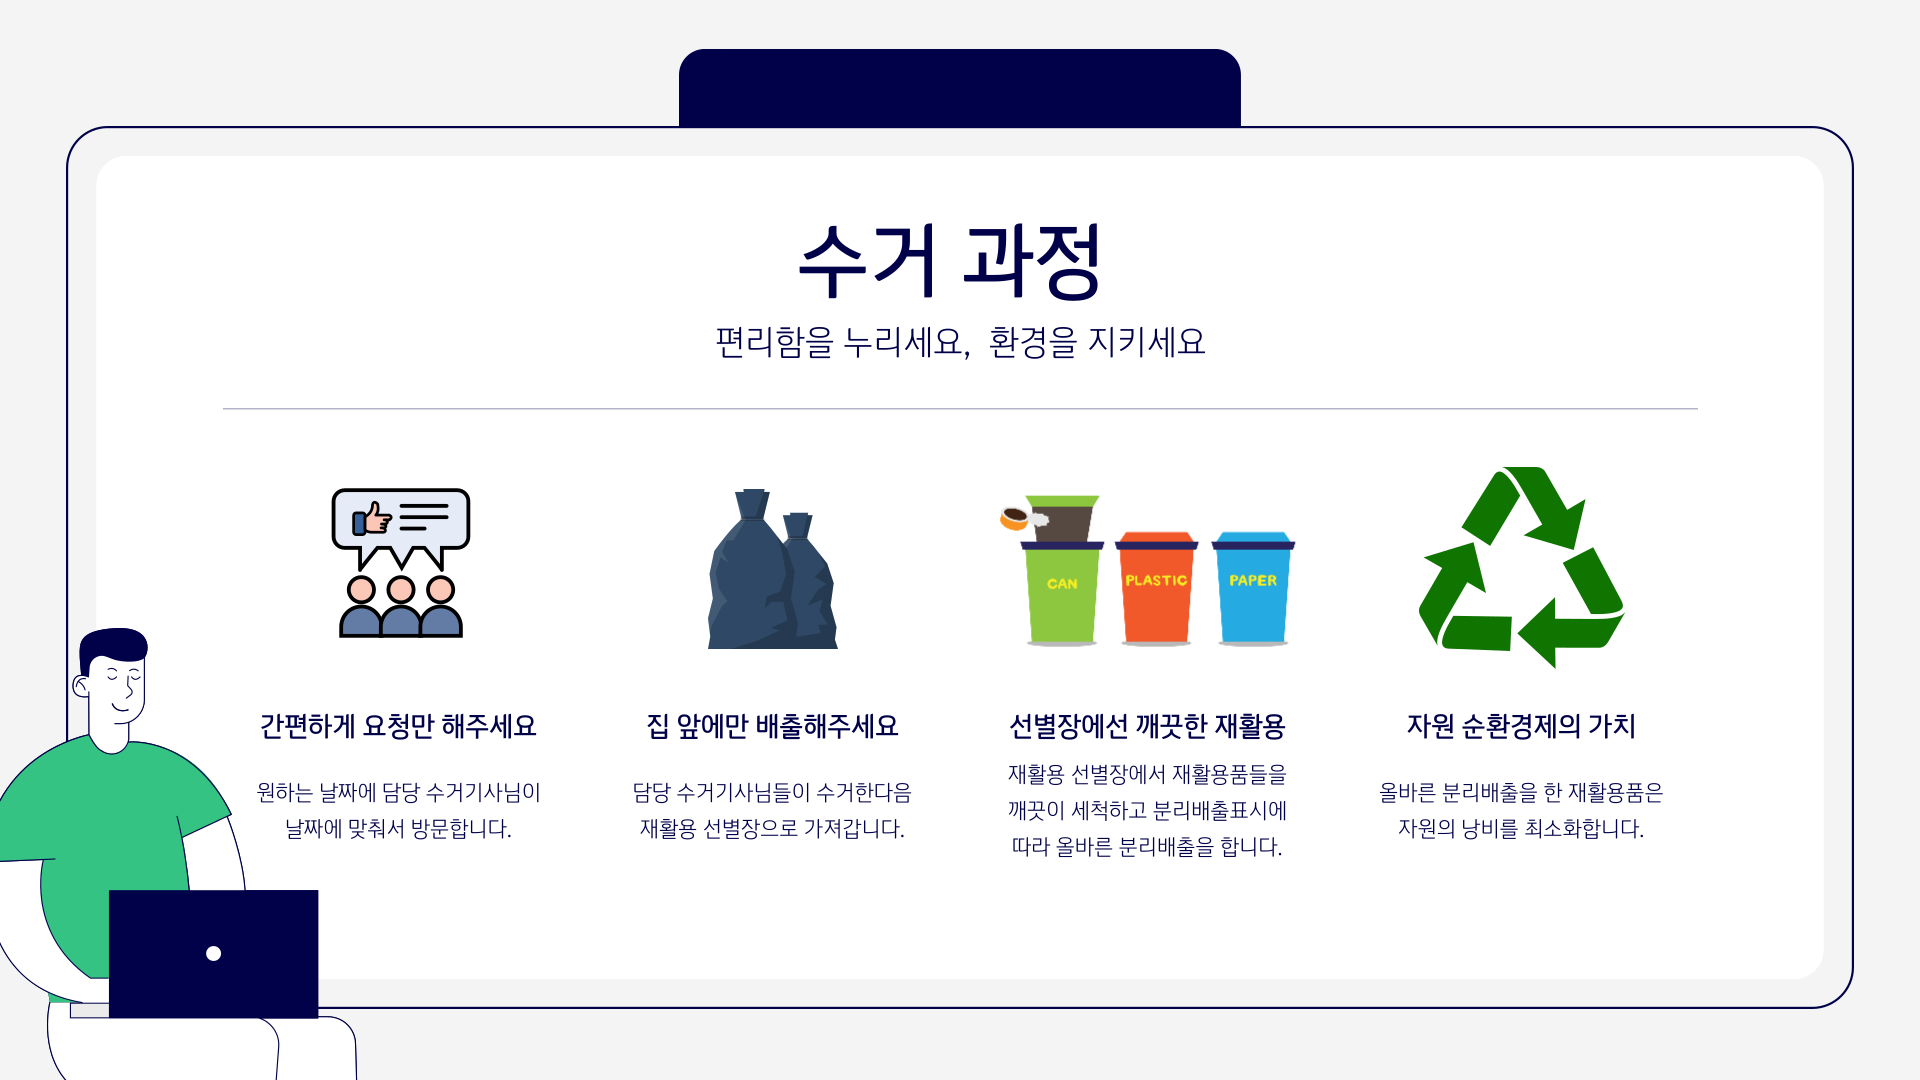 수거 과정
편리함을 누리세요, 환경을 지키세요
CAN
PLASTIC
PAPER
간편하게 요청만 해주세요
원하는 날짜에 담당 수거기사님이
날짜에 맞춰서 방문합니다.
집 앞에만 배출해주세요
담당 수거기사님들이 수거한다음
재활용 선별장으로 가져갑니다.
선별장에선 깨끗한 재활용
재활용 선별장에서 재활용품들을
깨끗이 세척하고 분리배출표시에
따라 올바른 분리배출을 합니다.
자원 순환경제의 가치
올바른 분리배출을 한 재활용품은
자원의 낭비를 최소화합니다.